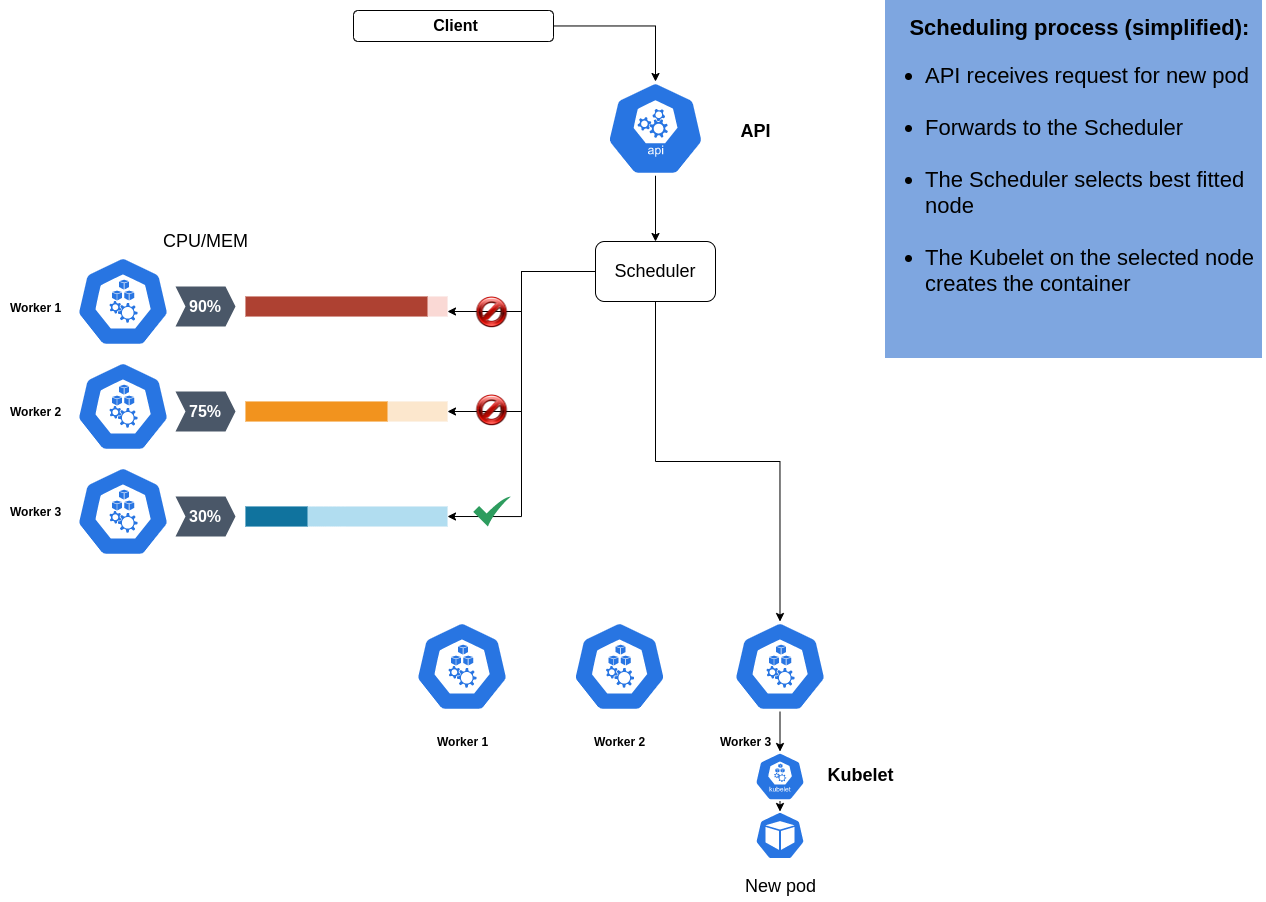 Client
Scheduling process (simplified):
API receives request for new pod
Forwards to the Scheduler
The Scheduler selects best fitted
node
The Kubelet on the selected node
creates the container
api
API
Scheduler
CPU/MEM
Worker 1
90%
Worker 2
75%
Worker 3
30%
Worker 1
Worker 2
Worker 3
kubelet
Kubelet
New pod